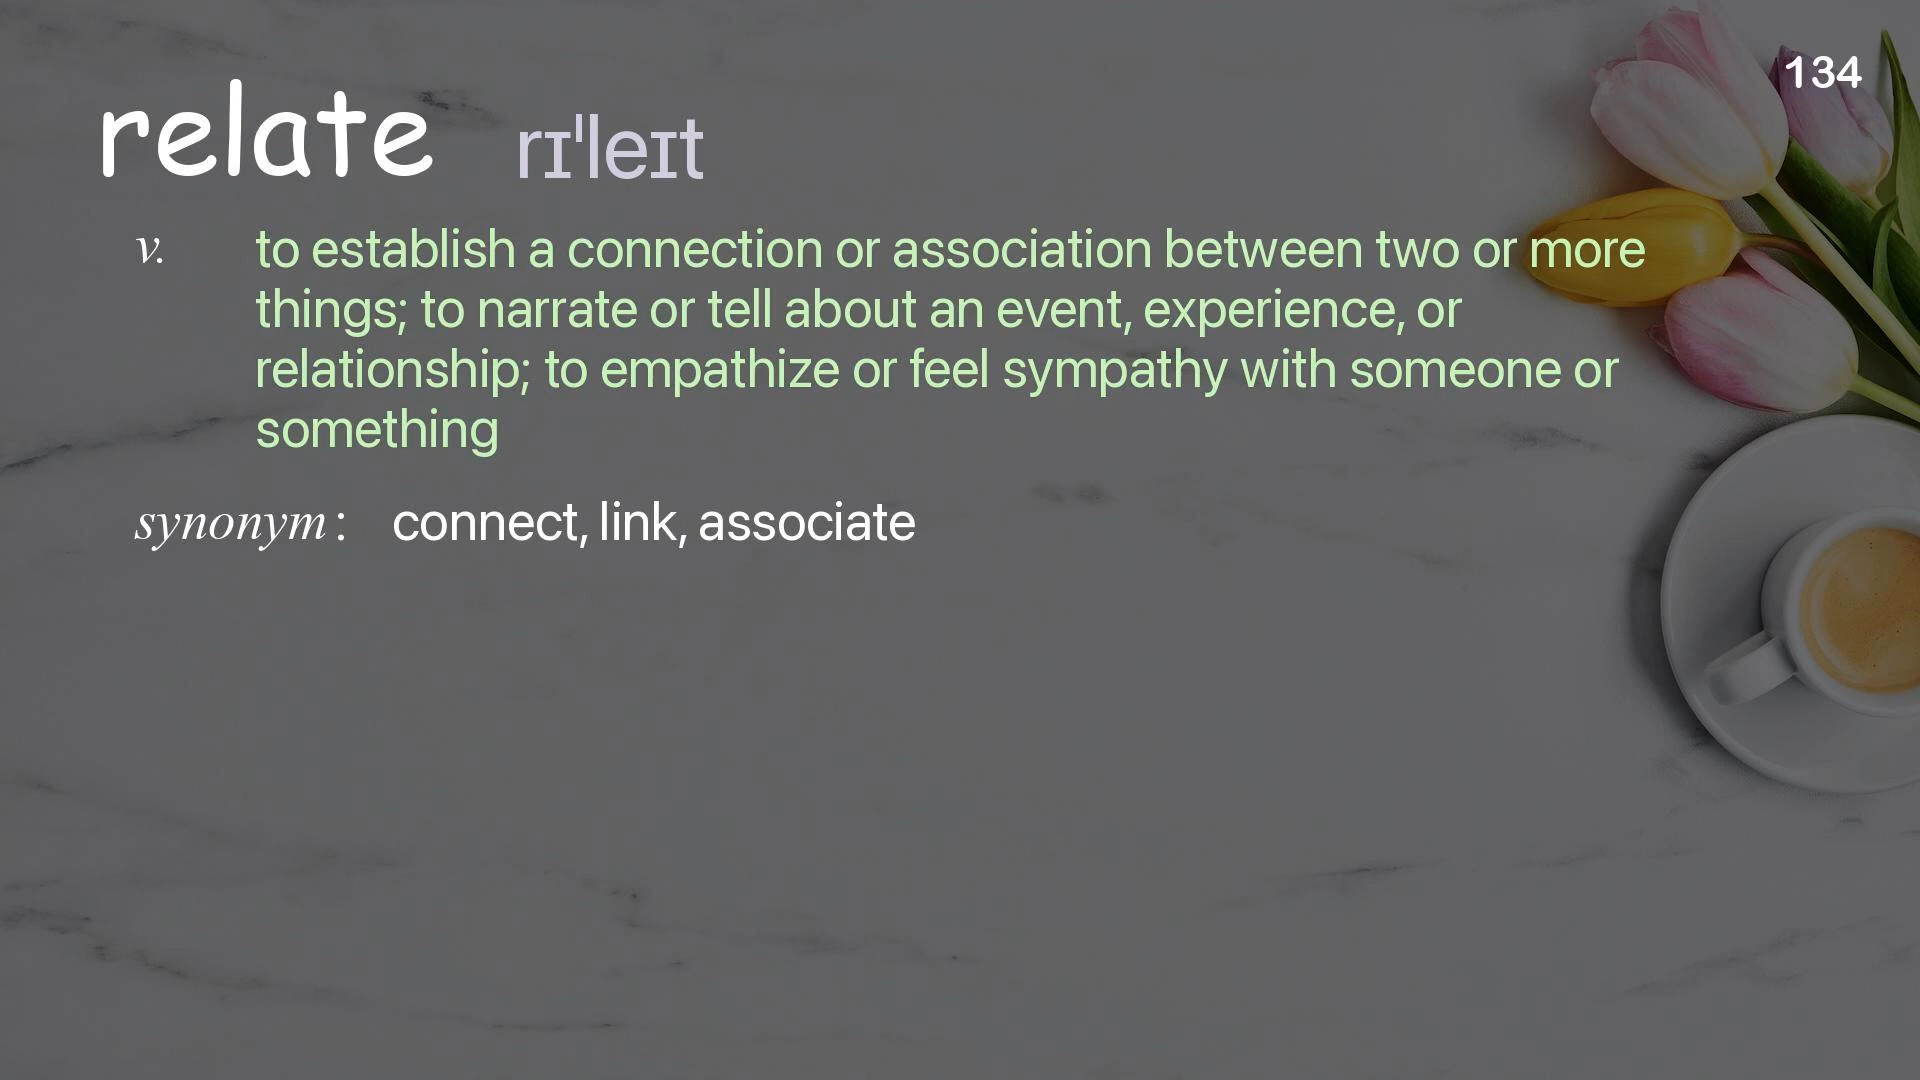 134
relate rɪˈleɪt
v. to establish a connection or association between two or more
things; to narrate or tell about an event, experience, or
relationship; to empathize or feel sympathy with someone or
something
synonym : connect, link, associate